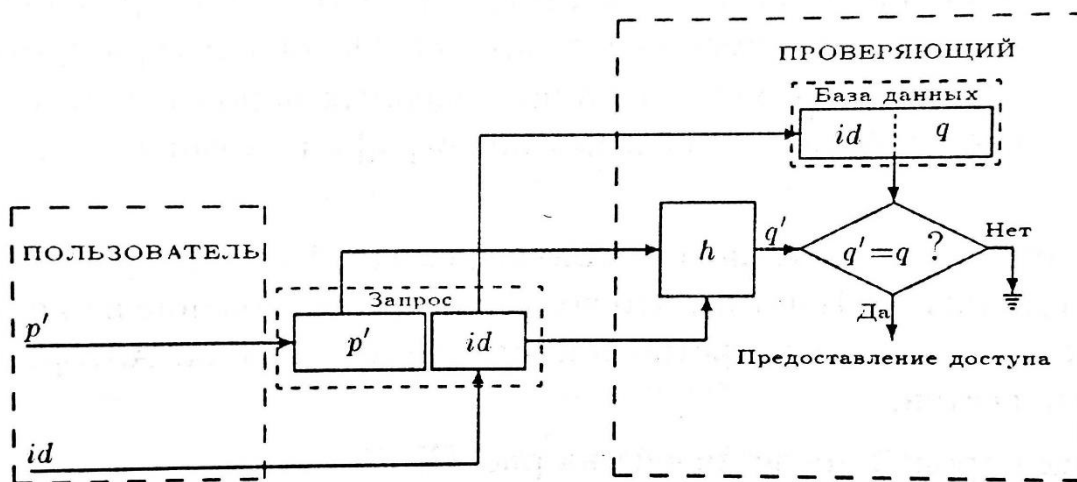 ПРОВЕРЯЮЩИЙ
База данных
id q
ПОЛЬЗОВАТЕЛЬ
h
q′
q′=q ?
Нет
Запрос
p′
p′
id
Да
Предоставление доступа
id